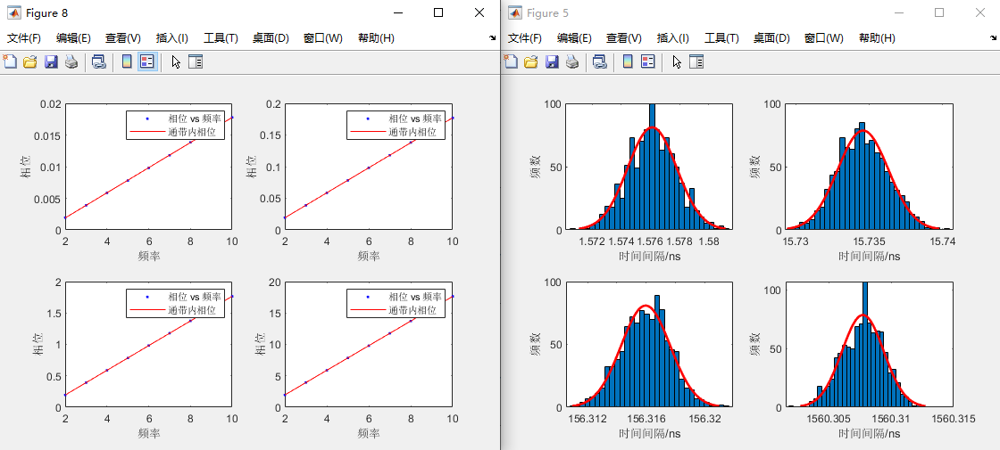 Figure 8
文件(F) 编辑(E) 查看(V) 插入(I) 工具(T) 桌面(D) 窗口(W) 帮助(H)
0.02
0.015
0.01
0.005
0
相位
2 4 6 8 10
频率
相位 vs 频率
通带内相位
0.2
0.15
0.1
0.05
0
相位
2 4 6 8 10
频率
相位 vs 频率
通带内相位
2
1.5
1
0.5
0
相位
2 4 6 8 10
频率
相位 vs 频率
通带内相位
20
15
10
5
0
相位
2 4 6 8 10
频率
相位 vs 频率
通带内相位
Figure 5
文件(F) 编辑(E) 查看(V) 插入(I) 工具(T) 桌面(D) 窗口(W) 帮助(H)
100
50
0
频数
1.572 1.574 1.576 1.578 1.58
时间间隔/ns
100
50
0
频数
15.73 15.735 15.74
时间间隔/ns
100
50
0
频数
156.312 156.316 156.32
时间间隔/ns
100
50
0
频数
1560.305 1560.31 1560.315
时间间隔/ns